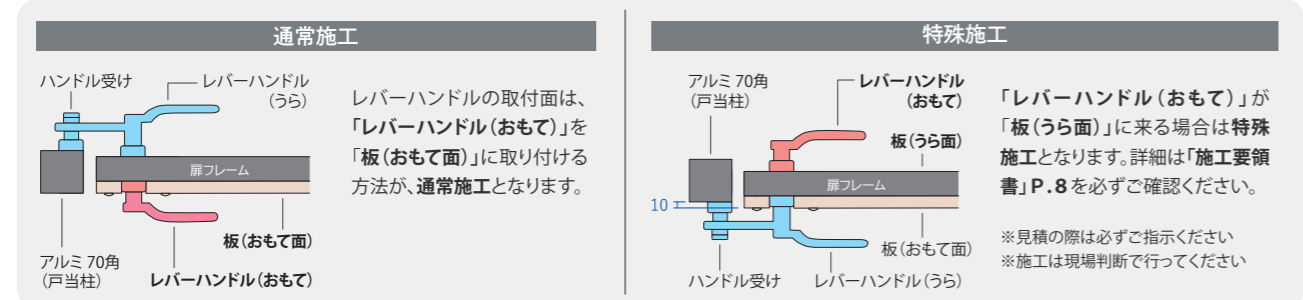 通常施工
ハンドル受け
レバーハンドル
(うら)
扉フレーム
板(おもて面)
アルミ70角
(戸当柱)
レバーハンドル(おもて)
レバーハンドルの取付面は、
「レバーハンドル(おもて)」を
「板(おもて面)」に取り付ける
方法が、通常施工となります。
特殊施工
アルミ70角
(戸当柱)
レバーハンドル
(おもて)
板(うら面)
扉フレーム
10
板(おもて面)
ハンドル受け
レバーハンドル(うら)
「レバーハンドル(おもて)」が
「板(うら面)」に来る場合は特殊
施工となります。詳細は「施工要領
書」P.8を必ずご確認ください。
※見積の際は必ずご指示ください
※施工は現場判断で行ってください